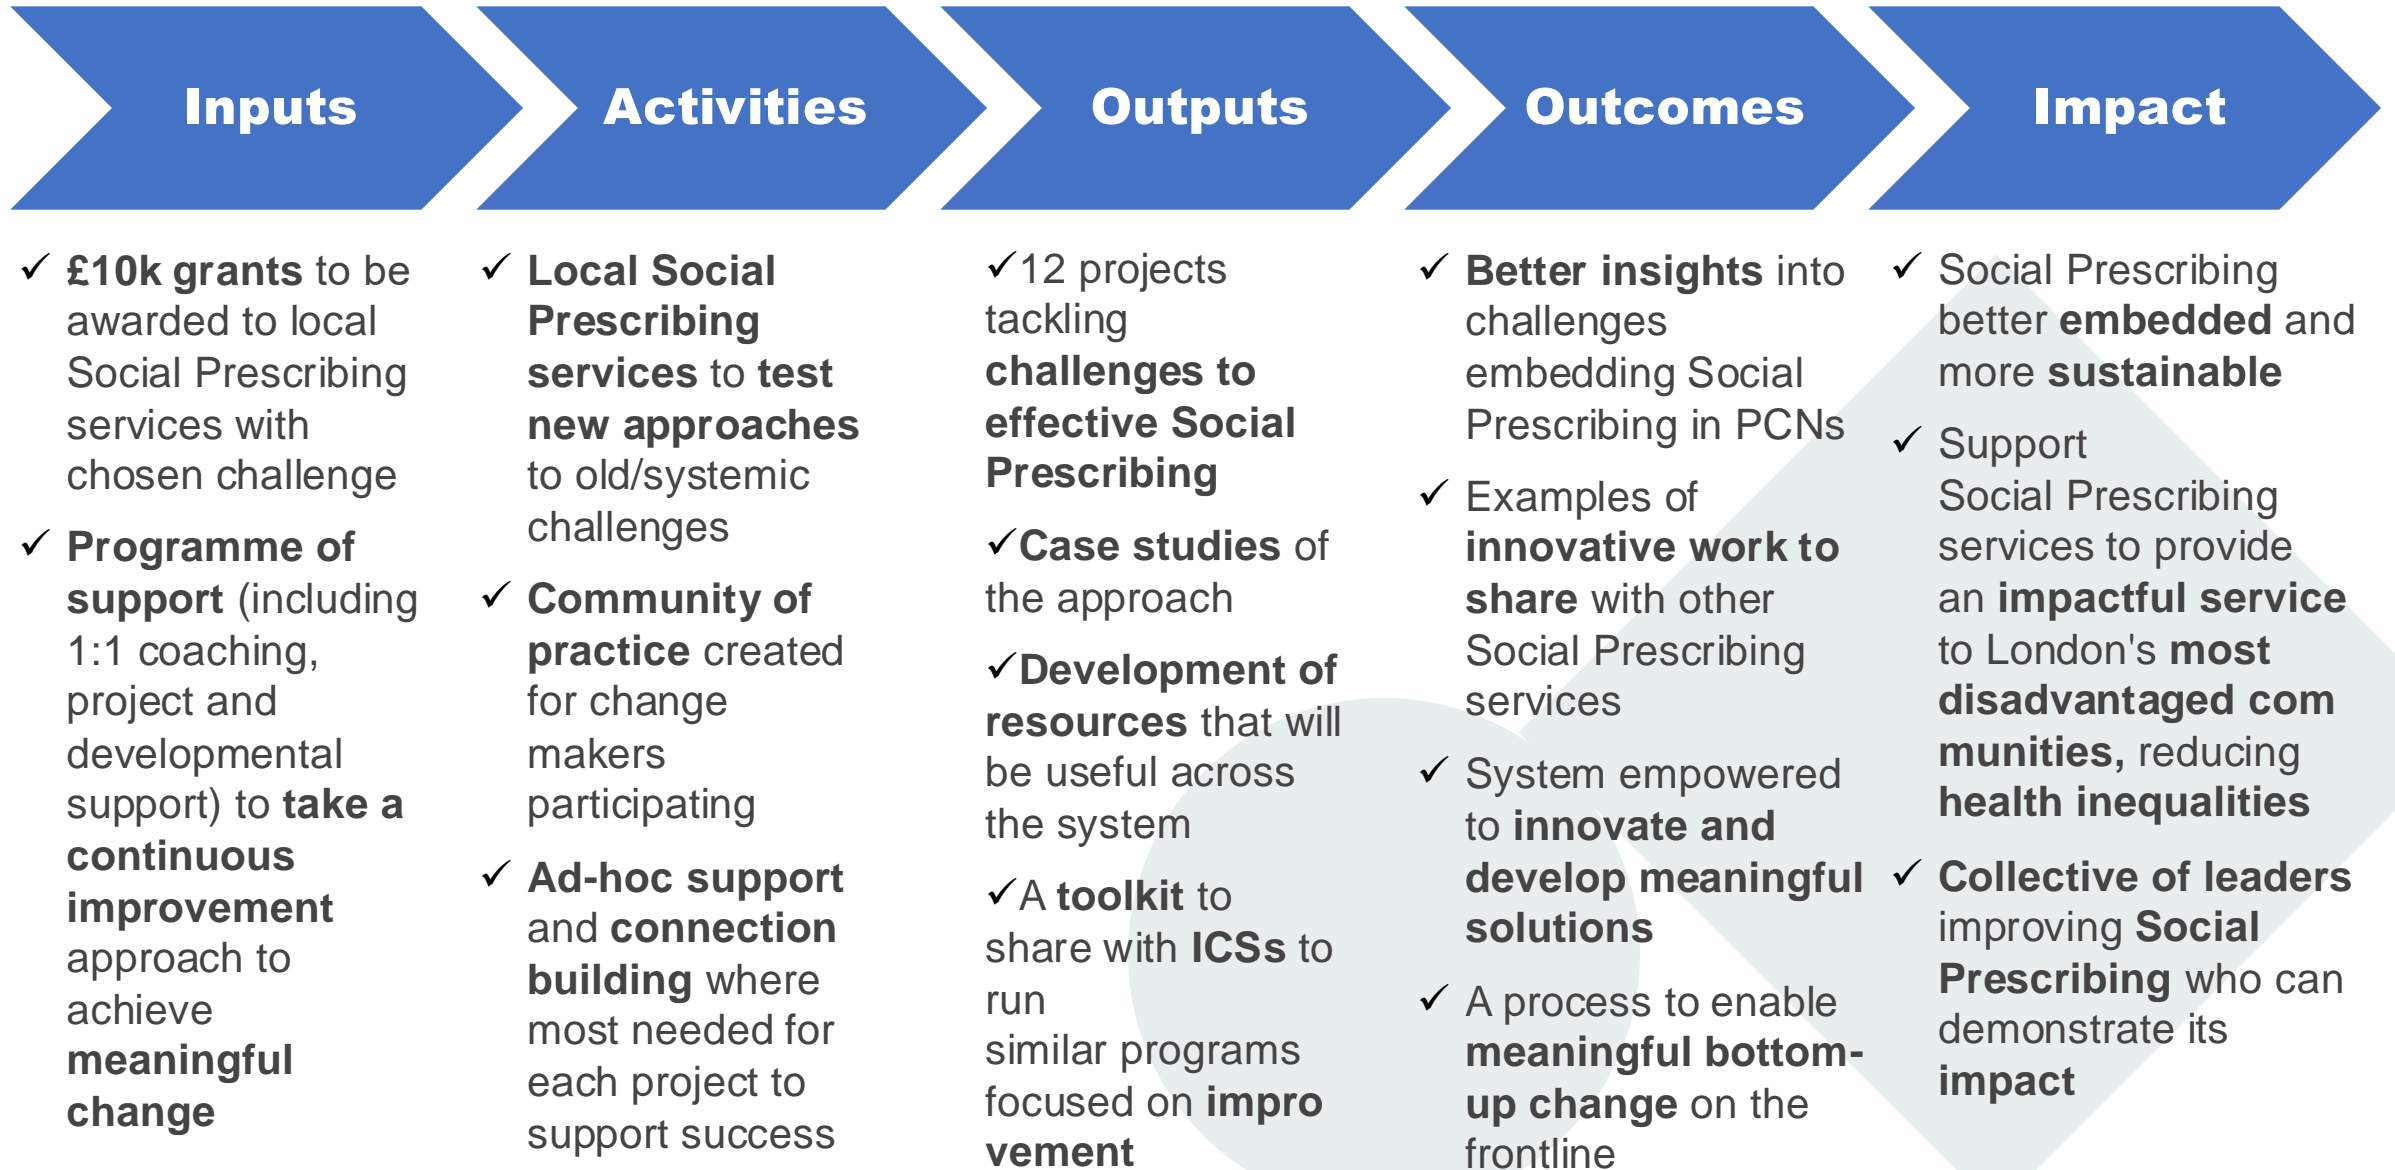 Inputs
Activities
Outputs
Outcomes
Impact
✓ £10k grants to be
awarded to local
Social Prescribing
services with
chosen challenge
✓ Programme of
support (including
1:1 coaching,
project and
developmental
support) to take a
continuous
improvement
approach to
achieve
meaningful
change
✓ Local Social
Prescribing
services to test
new approaches
to old/systemic
challenges
✓ Community of
practice created
for change
makers
participating
✓ Ad-hoc support
and connection
building where
most needed for
each project to
support success
✓12 projects
tackling
challenges to
effective Social
Prescribing
✓Case studies of
the approach
✓Development of
resources that will
be useful across
the system
✓A toolkit to
share with ICSs to
run
similar programs
focused on impro
vement
✓ Better insights into
challenges
embedding Social
Prescribing in PCNs
✓ Examples of
innovative work to
share with other
Social Prescribing
services
✓ System empowered
to innovate and
develop meaningful
solutions
✓ A process to enable
meaningful bottom-
up change on the
frontline
✓ Social Prescribing
better embedded and
more sustainable
✓ Support
Social Prescribing
services to provide
an impactful service
to London's most
disadvantaged com
munities, reducing
health inequalities
✓ Collective of leaders
improving Social
Prescribing who can
demonstrate its
impact